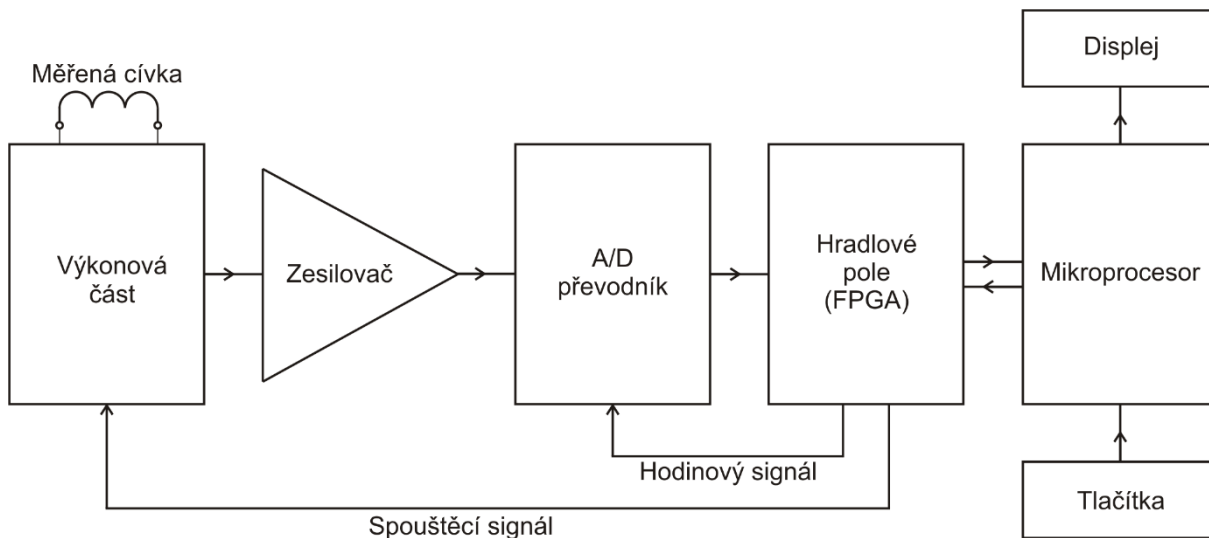 Měřená cívka
Výkonová
část
Zesilovač
A/D
převodník
Hradlové
pole
(FPGA)
Mikroprocesor
Displej
Tlačítka
Hodinový signál
Spouštěcí signál